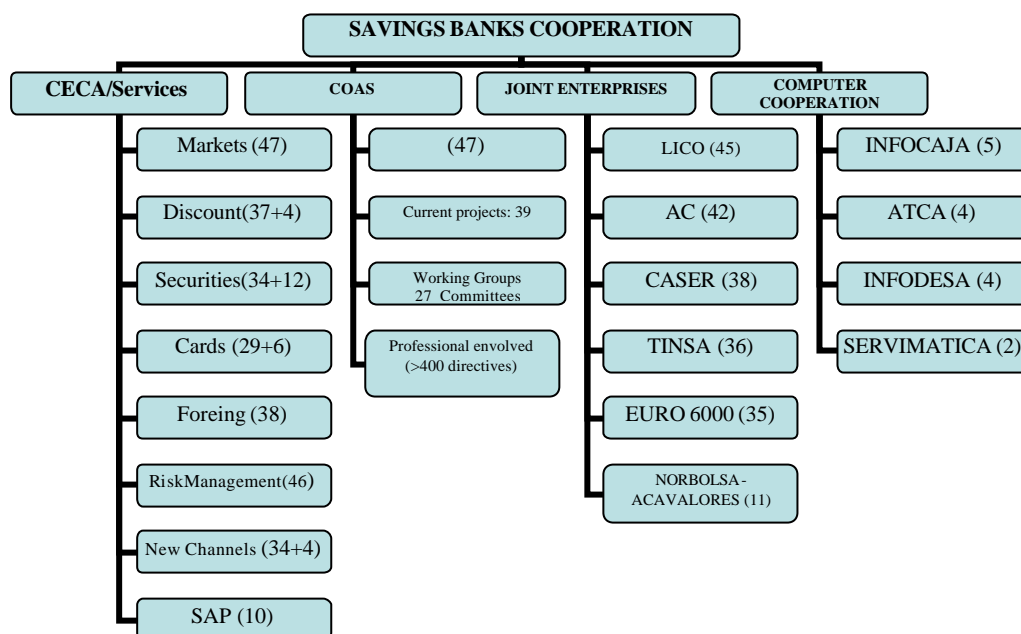 SAVINGS BANKS COOPERATION
CECA/Services
Markets (47)
Discount(37+4)
Securities(34+12)
Cards (29+6)
Foreing (38)
RiskManagement(46)
New Channels (34+4)
SAP (10)
COAS
(47)
Current projects: 39
Working Groups
27 Committees
Professional envolved
(>400 directives)
JOINT ENTERPRISES
LICO (45)
AC (42)
CASER (38)
TINSA (36)
EURO 6000 (35)
NORBOLSA-
ACAVALORES (11)
COMPUTER
COOPERATION
INFOCAJA (5)
ATCA (4)
INFODESA (4)
SERVIMATICA (2)